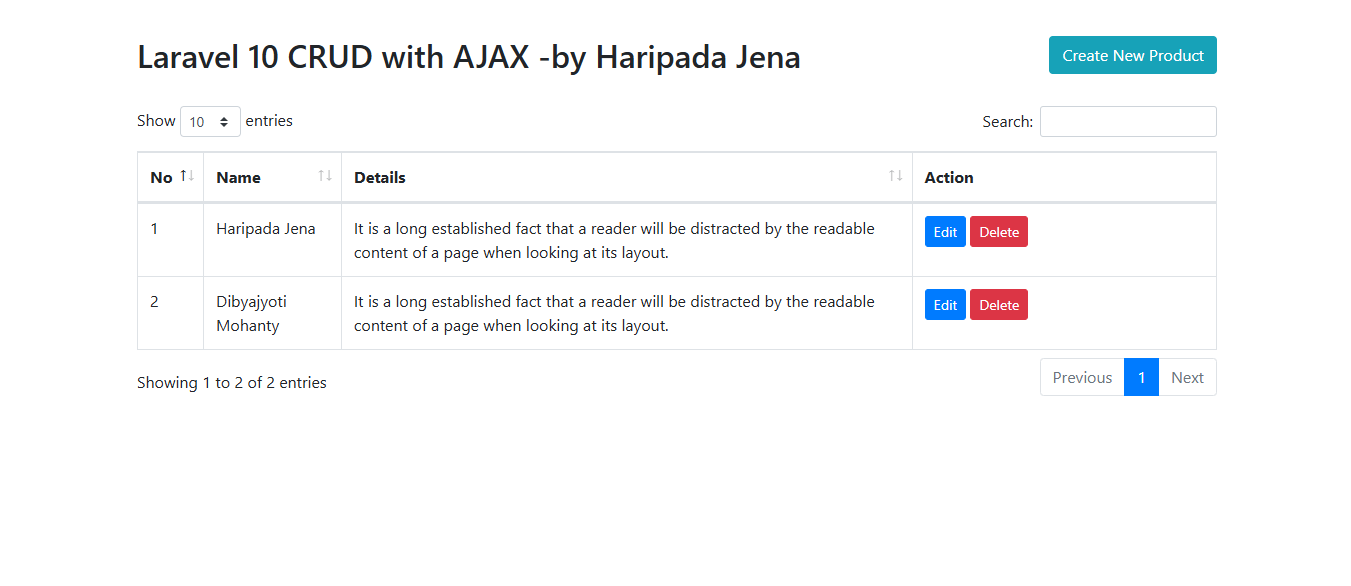 Laravel 10 CRUD with AJAX -by Haripada Jena
Create New Product
Show 10 entries
Search:
No Name Details Action
1 Haripada Jena It is a long established fact that a reader will be distracted by the readable Edit Delete
content of a page when looking at its layout.
2 Dibyajyoti It is a long established fact that a reader will be distracted by the readable Edit Delete
Mohanty content of a page when looking at its layout.
Showing 1 to 2 of 2 entries
Previous 1 Next